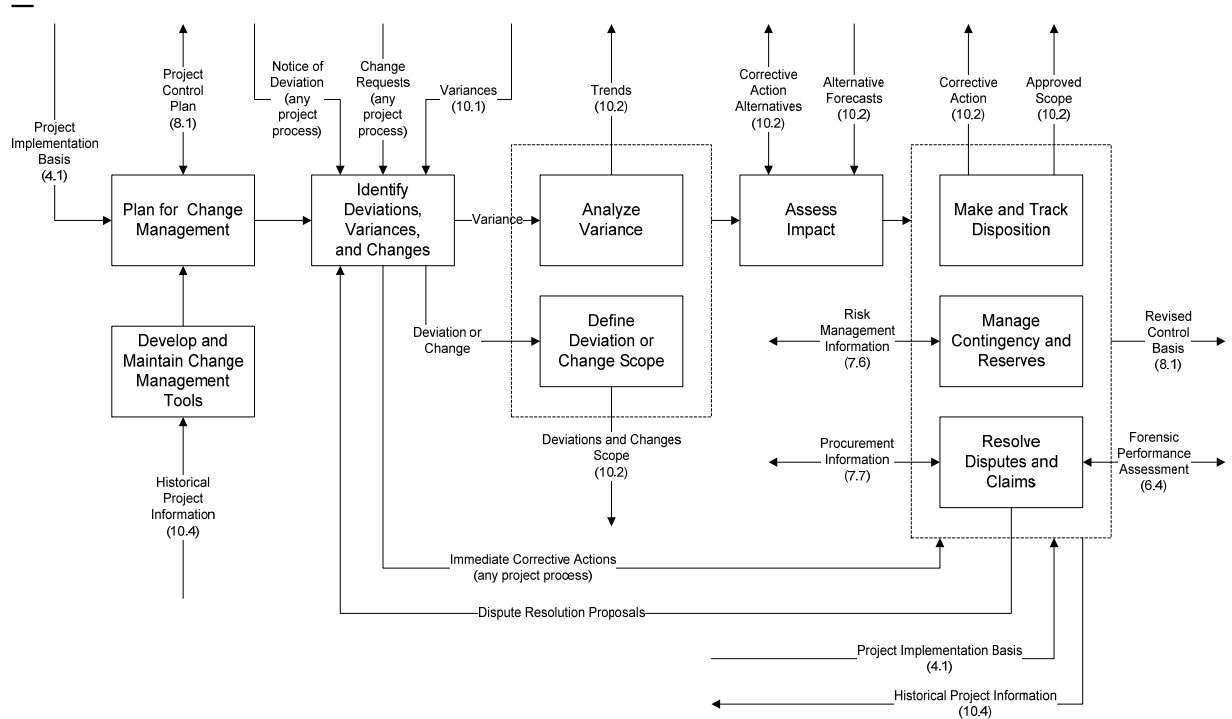 Project
Implementation
Basis
(4.1)
Project
Control
Plan
(8.1)
Notice of
Deviation
(any
project
process)
Change
Requests
(any
project
process)
Variances
(10.1)
Trends
(10.2)
Corrective
Action
Alternatives
(10.2)
Alternative
Forecasts
(10.2)
Corrective
Action
(10.2)
Approved
Scope
(10.2)
Plan for Change
Management
Identify
Deviations,
Variances,
and Changes
Variance
Analyze
Variance
Assess
Impact
Make and Track
Disposition
Develop and
Maintain Change
Management
Tools
Deviation or
Change
Define
Deviation or
Change Scope
Risk
Management
Information
(7.6)
Manage
Contingency and
Reserves
Revised
Control
Basis
(8.1)
Historical
Project
Information
(10.4)
Deviations and Changes
Scope
(10.2)
Procurement
Information
(7.7)
Resolve
Disputes and
Claims
Forensic
Performance
Assessment
(6.4)
Immediate Corrective Actions
(any project process)
Dispute Resolution Proposals
Project Implementation Basis
(4.1)
Historical Project Information
(10.4)